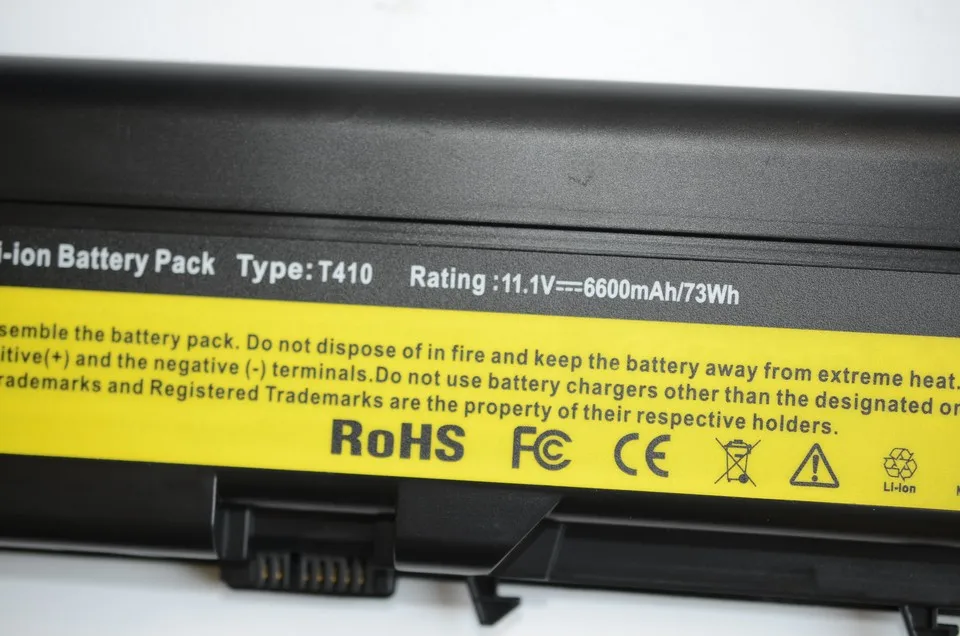 i-ion Battery Pack Type: T410 Rating :11.1V⎓6600mAh/73Wh
semble the battery pack. Do not dispose of in fire and keep the battery away from extreme heat.
itive(+) and the negative (-) terminals.Do not use battery chargers other than the designated or
rademarks and Registered Trademarks are the property of their respective holders.
RoHS FC CE
Li-ion